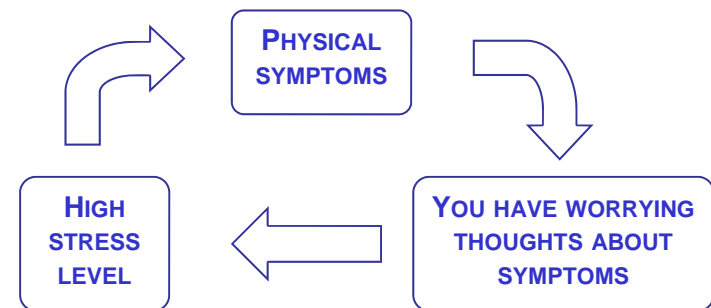 PHYSICAL
SYMPTOMS
YOU HAVE WORRYING
THOUGHTS ABOUT
SYMPTOMS
HIGH
STRESS
LEVEL